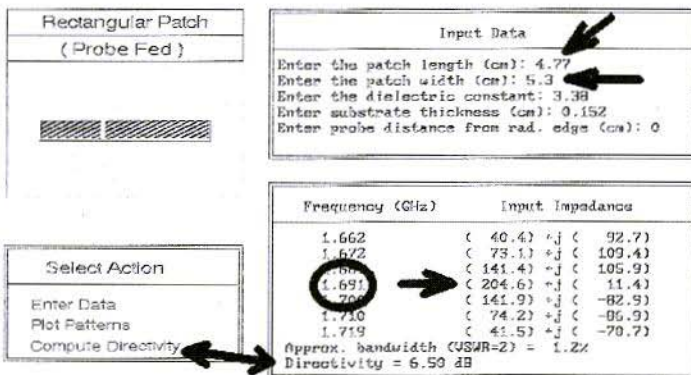 Rectangular Patch
( Probe Fed )
Input Data
Enter the patch length (cm): 4.77
Enter the patch width (cm): 5.3
Enter the dielectric constant: 3.38
Enter substrate thickness (cm): 0.152
Enter probe distance from rad. edge (cm): 0
Frequency (GHz) Input Impedance
1.662 ( 40.4) +j ( 92.7)
1.672 ( 73.1) +j ( 109.4)
( 141.4) +j ( 105.9)
1.691 ( 204.6) +j ( 11.4)
1.700 ( 141.9) +j ( -82.9)
1.710 ( 74.2) +j ( -86.9)
1.719 ( 41.5) +j ( -70.7)
Approx. bandwidth (VSWR=2) = 1.2%
Directivity = 6.50 dB
Select Action
Enter Data
Plot Patterns
Compute Directivity